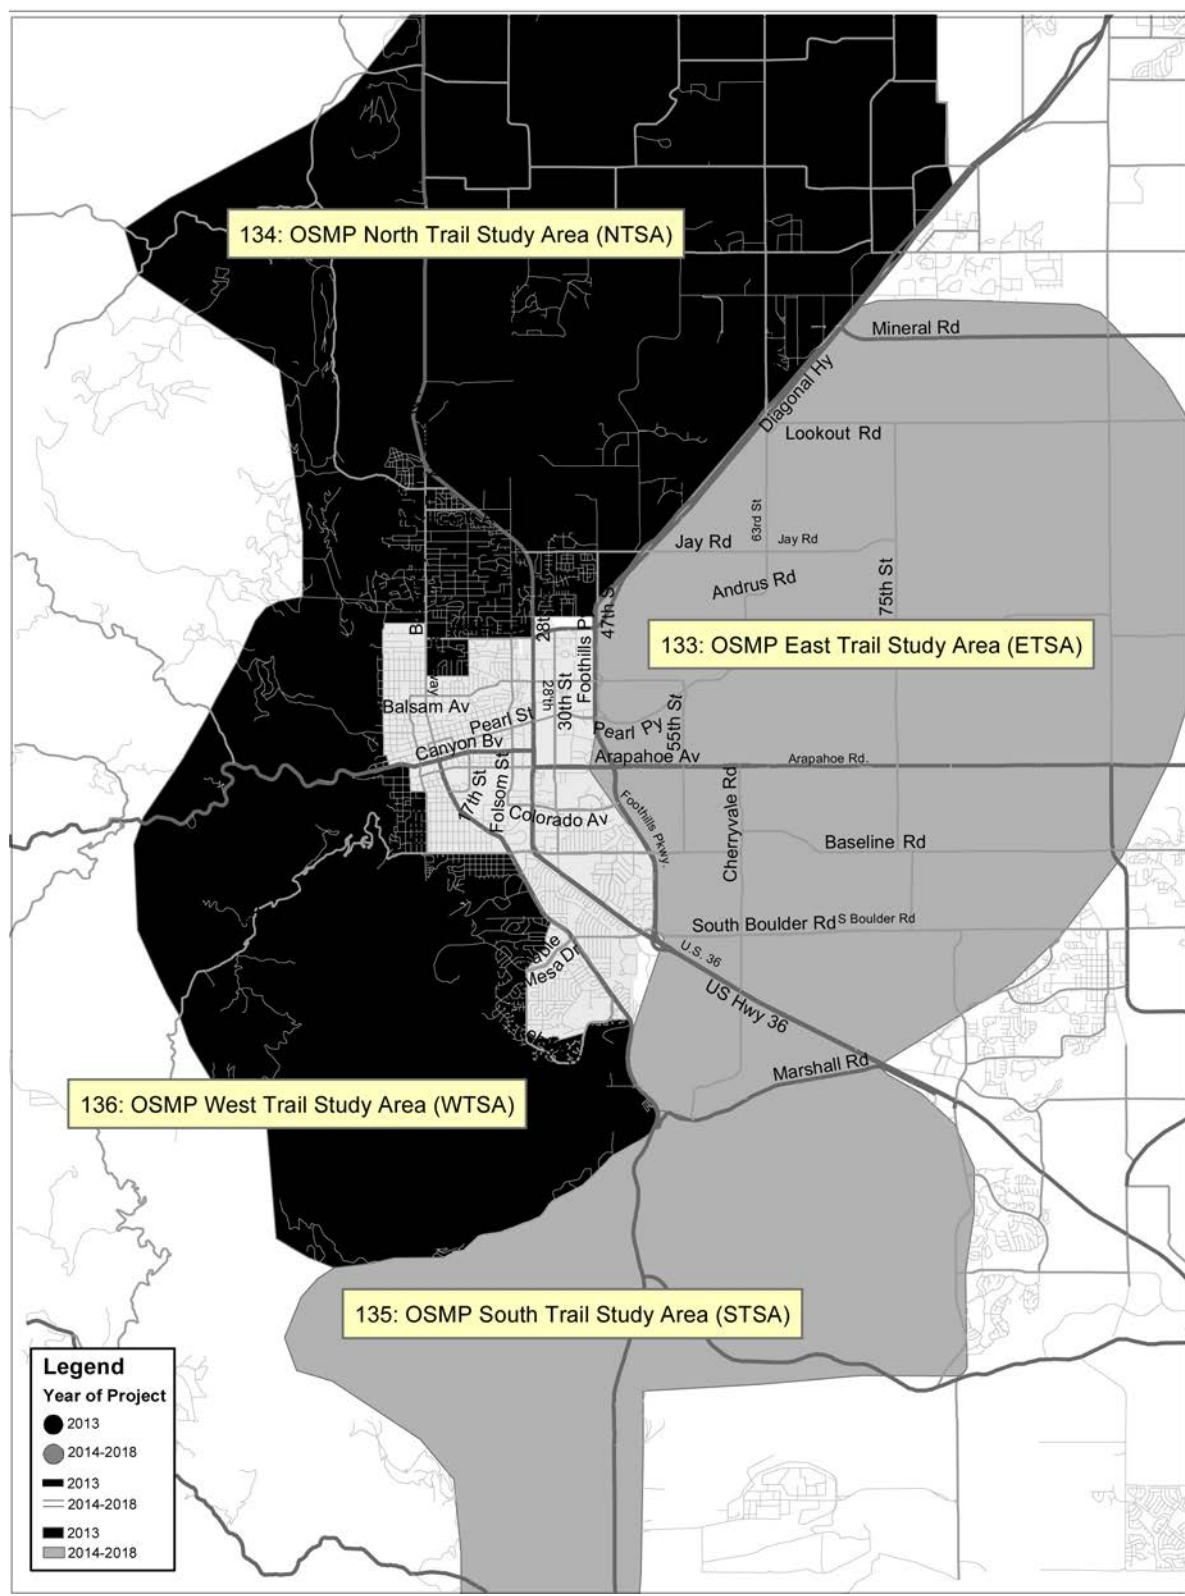 134: OSMP North Trail Study Area (NTSA)
Mineral Rd
Diagonal Hy
Lookout Rd
63rd St
Jay Rd
Jay Rd
75th St
Andrus Rd
47th S
28th
Foothills P
133: OSMP East Trail Study Area (ETSA)
way
28th
30th St
Balsam Av
Pearl St
Pearl Py
55th St
Canyon Bv
Arapahoe Av
Arapahoe Rd.
17th St
Folsom St
Colorado Av
Foothills Pkwy.
Cherryvale Rd
Baseline Rd
South Boulder Rd
S Boulder Rd
U.S. 36
Mesa Dr
US Hwy 36
Marshall Rd
136: OSMP West Trail Study Area (WTSA)
135: OSMP South Trail Study Area (STSA)
Legend
Year of Project
2013
2014-2018
2013
2014-2018
2013
2014-2018